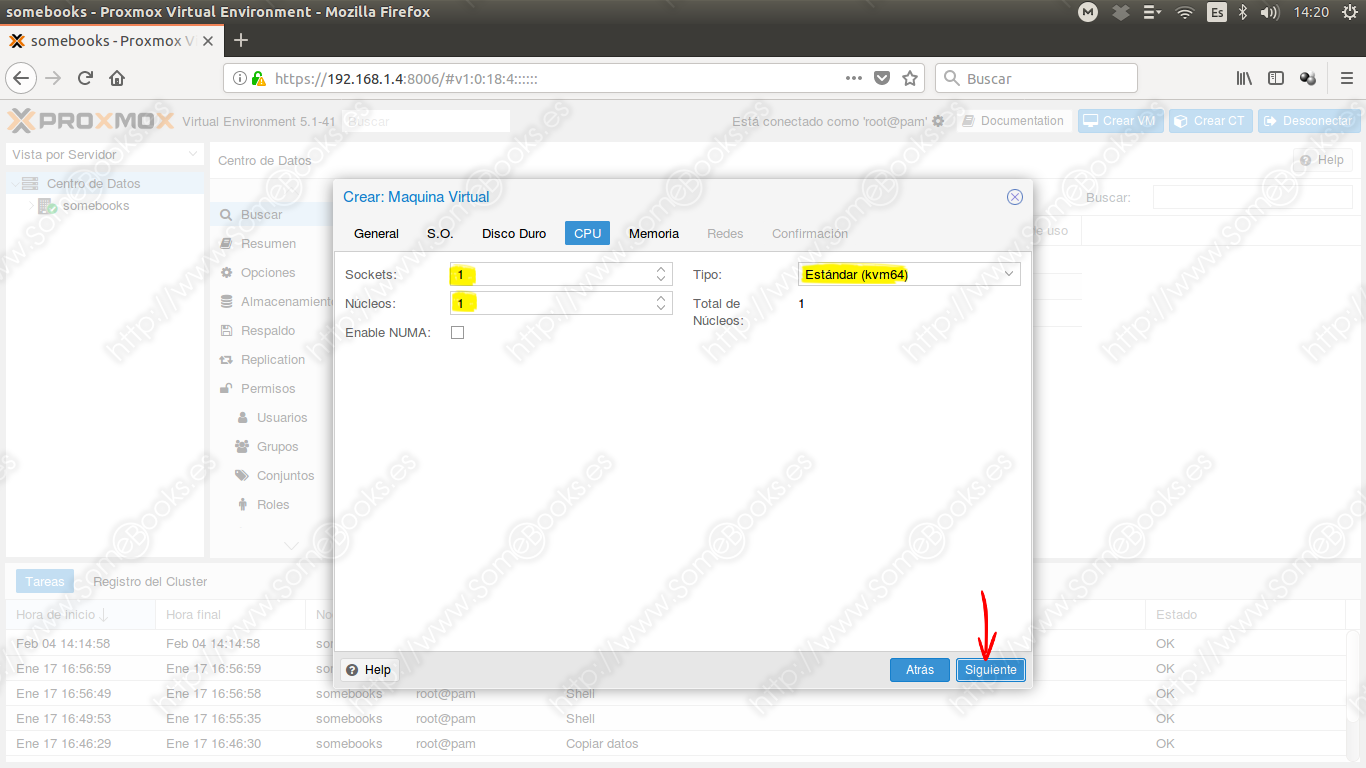 somebooks - Proxmox Virtual Environment - Mozilla Firefox
Es
14:20
somebooks - Proxmox V
https://192.168.1.4:8006/#v1:0:18:4::::::
Buscar
PROXMOX Virtual Environment 5.1-41 Buscar
Está conectado como 'root@pam'
Documentation
Crear VM
Crear CT
Desconectar
Vista por Servidor
Centro de Datos
Help
Centro de Datos
somebooks
Buscar:
Buscar
Resumen
Opciones
Almacenamiento
Respaldo
Replication
Permisos
Usuarios
Grupos
Conjuntos
Roles
de uso
Crear: Maquina Virtual
General
S.O.
Disco Duro
CPU
Memoria
Redes
Confirmación
Sockets:
1
Tipo:
Estándar (kvm64)
Núcleos:
1
Total de
Núcleos:
1
Enable NUMA:
Help
Atrás
Siguiente
Tareas
Registro del Cluster
Hora de Inicio
Hora final
No
Estado
Feb 04 14:14:58 Feb 04 14:14:58 so OK
Ene 17 16:56:59 Ene 17 16:56:59 so OK
Ene 17 16:56:49 Ene 17 16:56:58 somebooks root@pam Shell OK
Ene 17 16:49:53 Ene 17 16:55:35 somebooks root@pam Shell OK
Ene 17 16:46:29 Ene 17 16:46:30 somebooks root@pam Copiar datos OK
http://www.SomeBooks.es